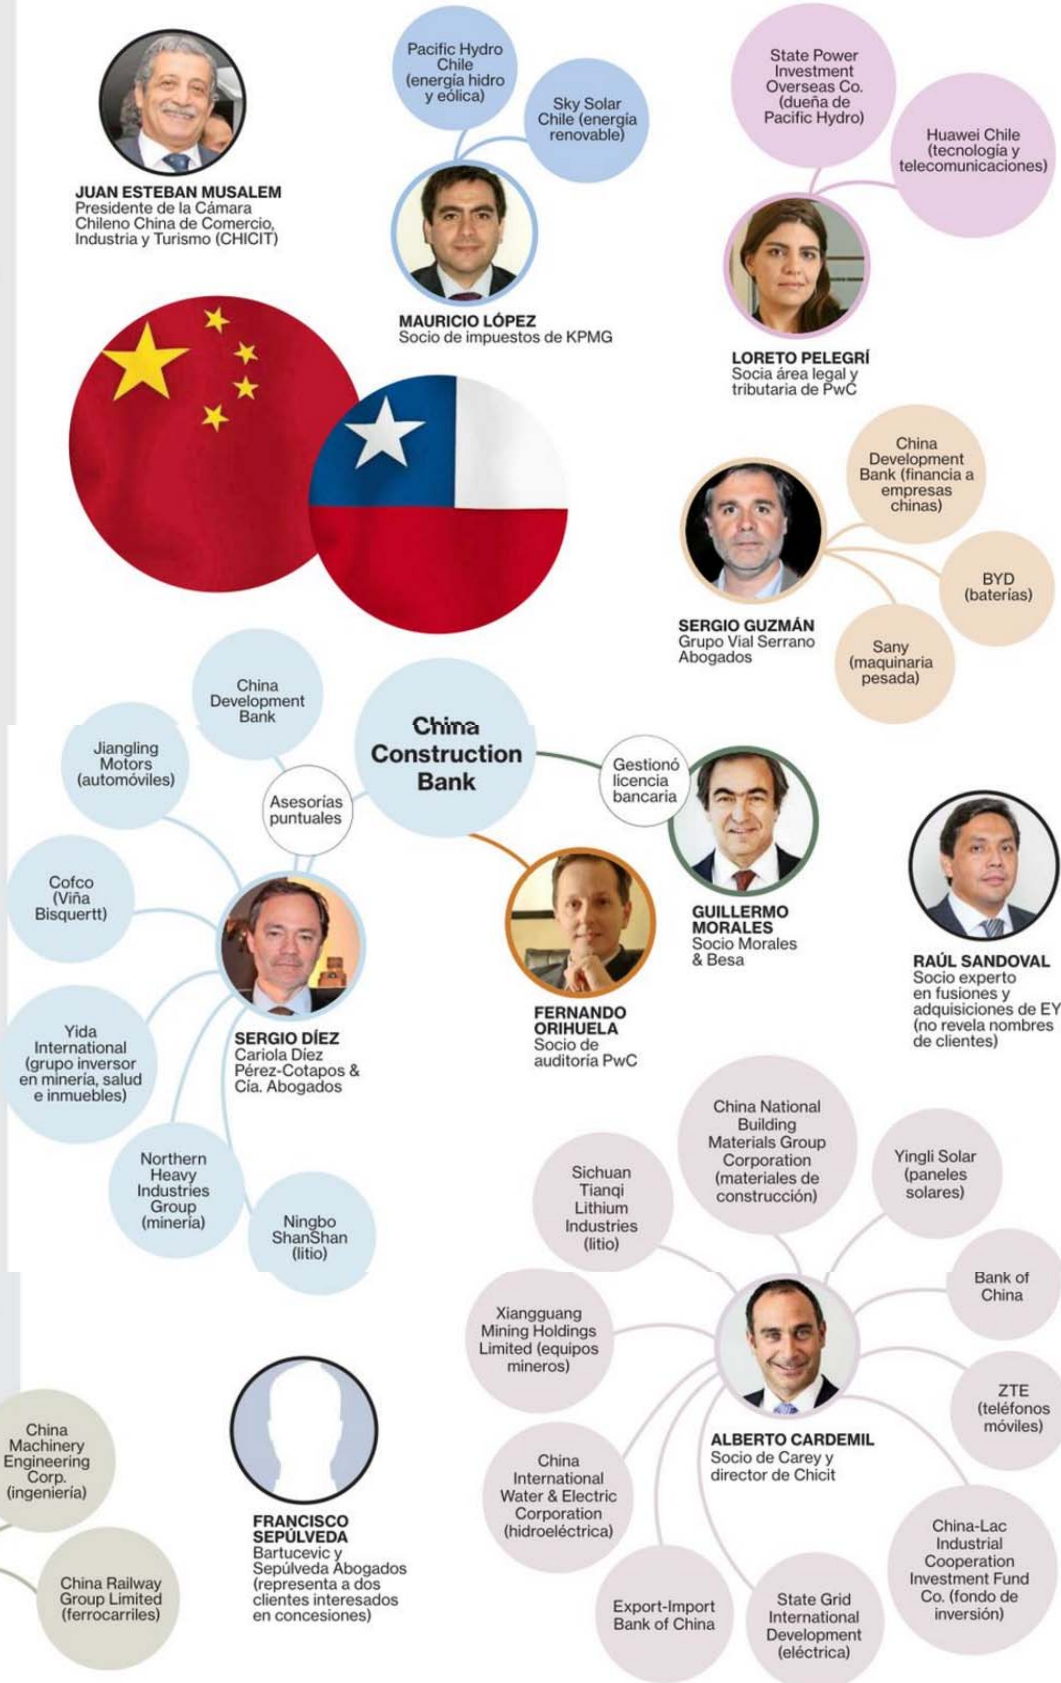 Pacific Hydro
Chile
(energía hidro
y eólica)
Sky Solar
Chile (energía
renovable)
State Power
Investment
Overseas Co.
(dueña de
Pacific Hydro)
Huawei Chile
(tecnología y
telecomunicaciones)
JUAN ESTEBAN MUSALEM
Presidente de la Cámara
Chileno China de Comercio,
Industria y Turismo (CHICIT)
MAURICIO LÓPEZ
Socio de impuestos de KPMG
LORETO PELEGRÍ
Socia área legal y
tributaria de PwC
China
Development
Bank (financia a
empresas
chinas)
BYD
(baterías)
Sany
(maquinaria
pesada)
SERGIO GUZMÁN
Grupo Vial Serrano
Abogados
China
Development
Bank
Jiangling
Motors
(automóviles)
Asesorías
puntuales
China
Construction
Bank
Gestionó
licencia
bancaria
Cofco
(Viña
Bisquertt)
Yida
International
(grupo inversor
en minería, salud
e inmuebles)
Northern
Heavy
Industries
Group
(minería)
Ningbo
ShanShan
(litio)
SERGIO DÍEZ
Cariola Díez
Pérez-Cotapos &
Cía. Abogados
FERNANDO
ORIHUELA
Socio de
auditoría PwC
GUILLERMO
MORALES
Socio Morales
& Besa
RAÚL SANDOVAL
Socio experto
en fusiones y
adquisiciones de EY
(no revela nombres
de clientes)
China National
Building
Materials Group
Corporation
(materiales de
construcción)
Yingli Solar
(paneles
solares)
Sichuan
Tianqi
Lithium
Industries
(litio)
Bank of
China
Xiangguang
Mining Holdings
Limited (equipos
mineros)
ZTE
(teléfonos
móviles)
ALBERTO CARDEMIL
Socio de Carey y
director de Chicit
China
International
Water & Electric
Corporation
(hidroeléctrica)
Export-Import
Bank of China
State Grid
International
Development
(eléctrica)
China-Lac
Industrial
Cooperation
Investment Fund
Co. (fondo de
inversión)
China
Machinery
Engineering
Corp.
(ingeniería)
China Railway
Group Limited
(ferrocarriles)
FRANCISCO
SEPÚLVEDA
Bartucevic y
Sepúlveda Abogados
(representa a dos
clientes interesados
en concesiones)